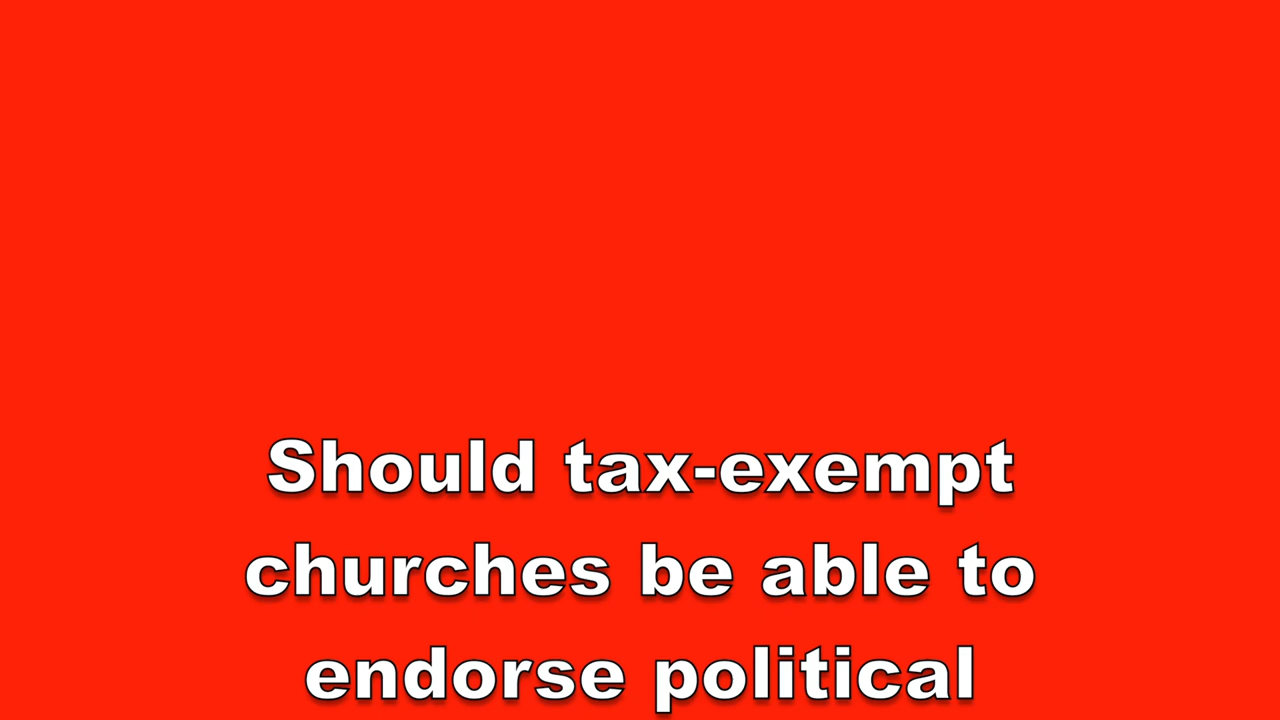 Should tax-exempt
churches be able to
endorse political